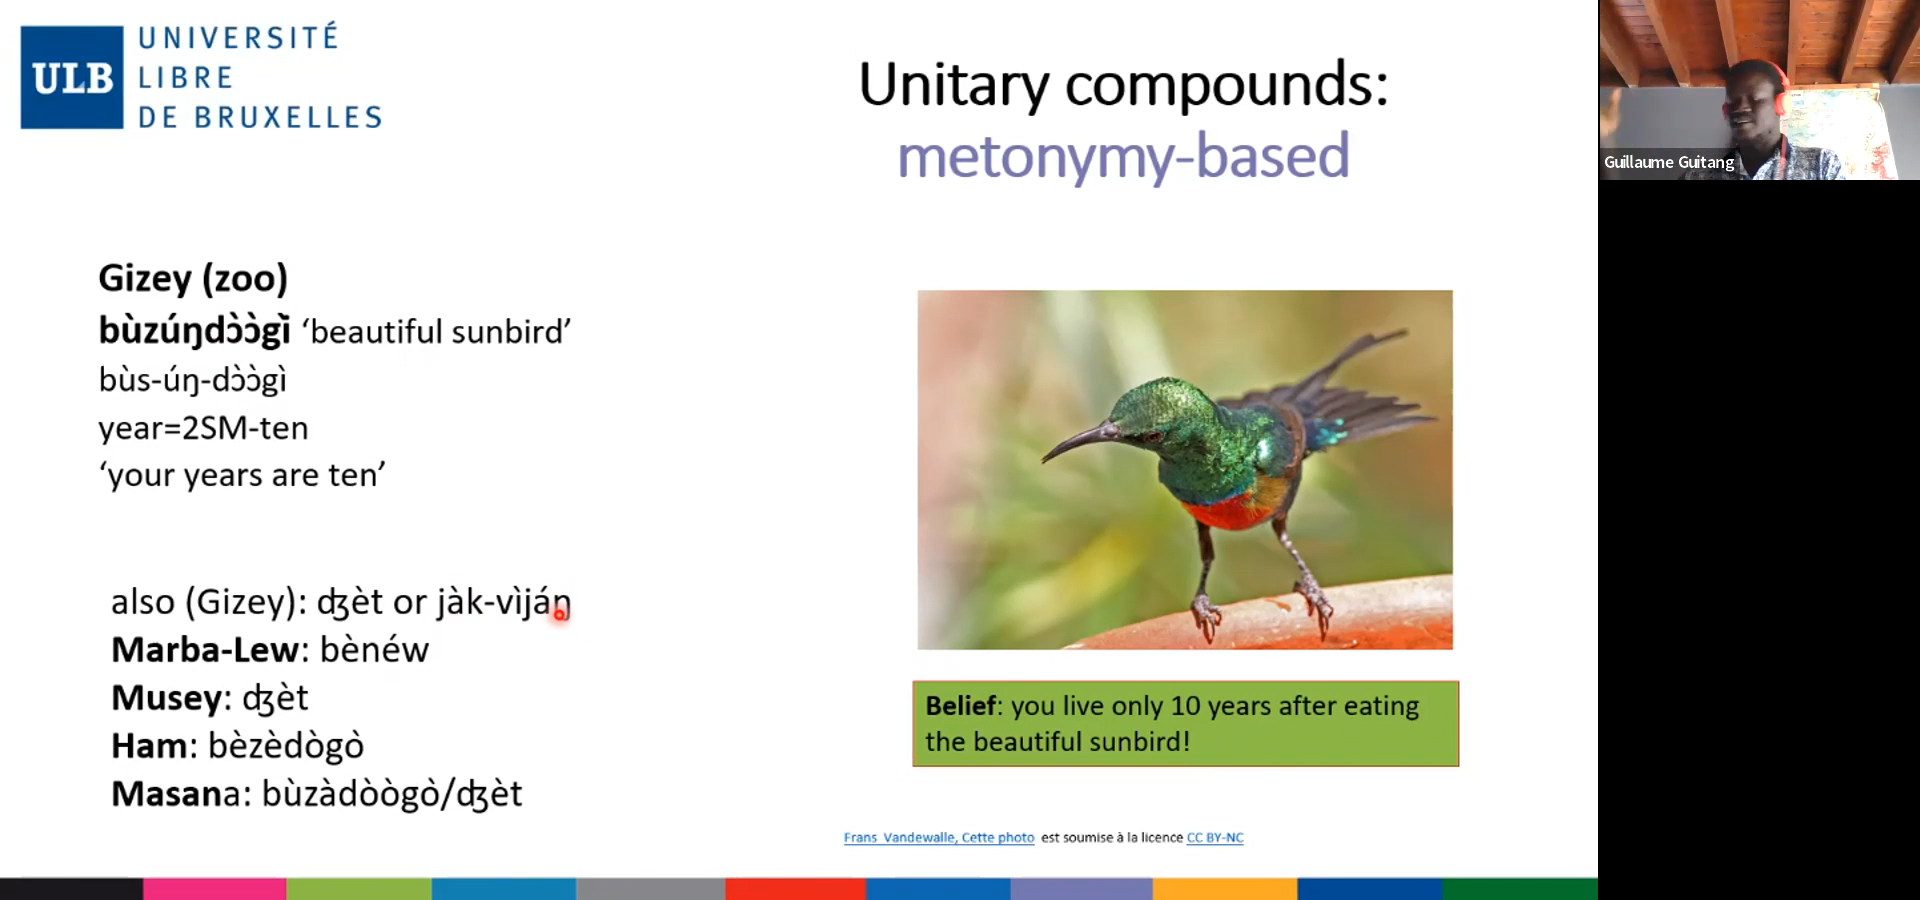 ULB
UNIVERSITÉ
LIBRE
DE BRUXELLES
Unitary compounds:
metonymy-based
Gizey (zoo)
bùzúŋdɔ̀ɔ̀gì ‘beautiful sunbird’
bùs-úŋ-dɔ̀ɔ̀gì
year=2SM-ten
‘your years are ten’
also (Gizey): ʤèt or jàk-vìjáŋ
Marba-Lew: bènéw
Musey: ʤèt
Ham: bèzèdògò
Masana: bùzàdòògò/ʤèt
Belief: you live only 10 years after eating
the beautiful sunbird!
Frans Vandewalle, Cette photo est soumise à la licence CC BY-NC
Guillaume Guitang